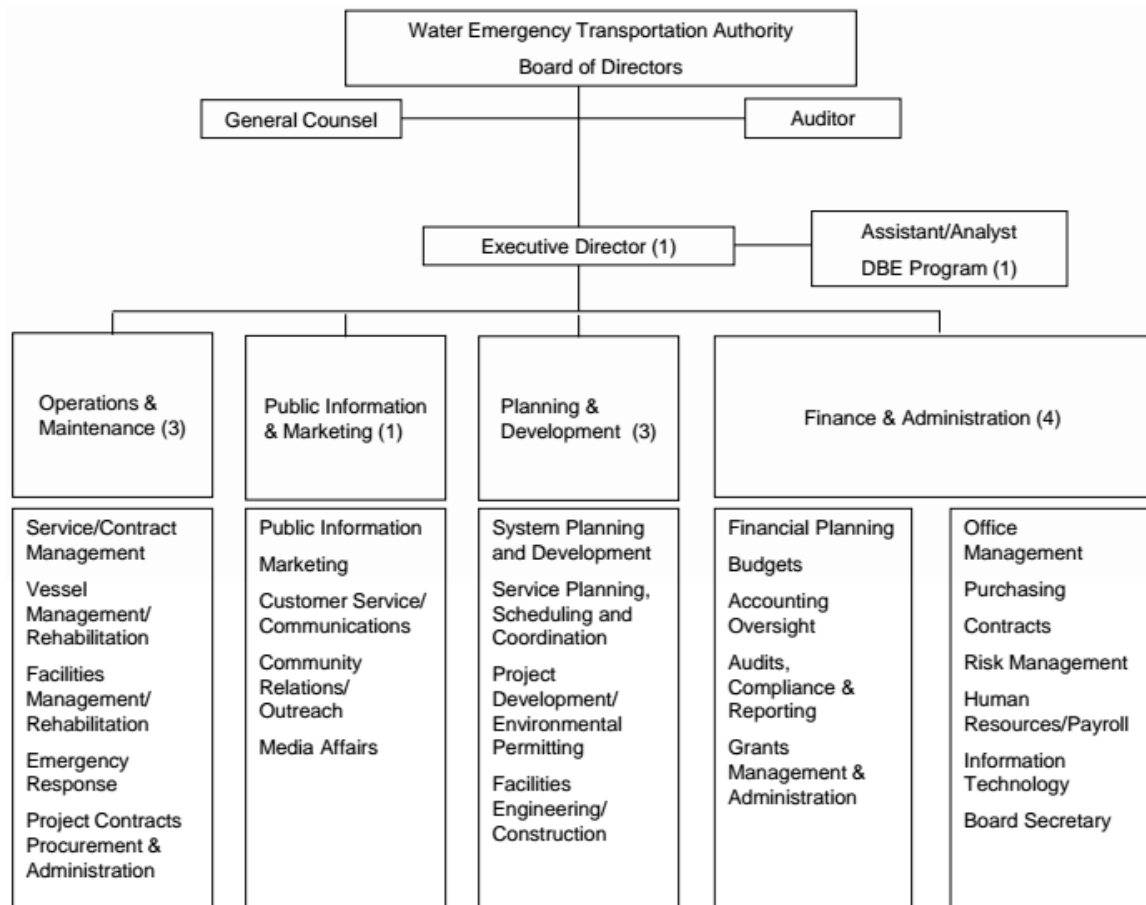 Water Emergency Transportation Authority
Board of Directors
General Counsel
Auditor
Executive Director (1)
Assistant/Analyst
DBE Program (1)
Operations &
Maintenance (3)
Public Information
& Marketing (1)
Planning &
Development (3)
Finance & Administration (4)
Service/Contract
Management
Vessel
Management/
Rehabilitation
Facilities
Management/
Rehabilitation
Emergency
Response
Project Contracts
Procurement &
Administration
Public Information
Marketing
Customer Service/
Communications
Community
Relations/
Outreach
Media Affairs
System Planning
and Development
Service Planning,
Scheduling and
Coordination
Project
Development/
Environmental
Permitting
Facilities
Engineering/
Construction
Financial Planning
Budgets
Accounting
Oversight
Audits,
Compliance &
Reporting
Grants
Management &
Administration
Office
Management
Purchasing
Contracts
Risk Management
Human
Resources/Payroll
Information
Technology
Board Secretary